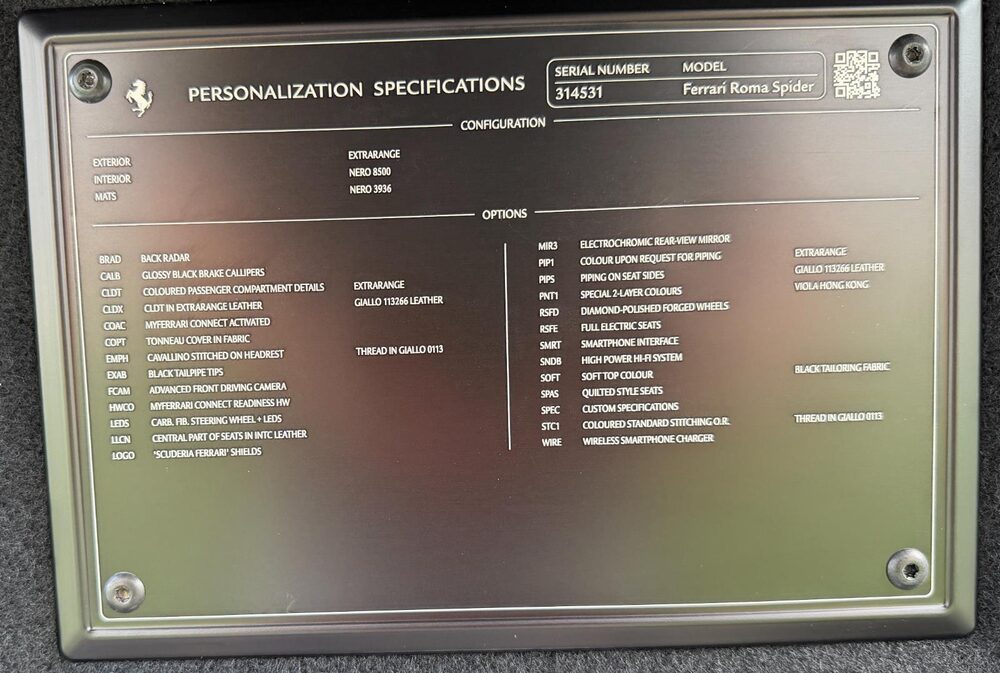 PERSONALIZATION SPECIFICATIONS
SERIAL NUMBER MODEL
314531 Ferrari Roma Spider
CONFIGURATION
EXTERIOR EXTRARANGE
INTERIOR NERO 8500
MATS NERO 3936
OPTIONS
BRAD BACK RADAR
CALB GLOSSY BLACK BRAKE CALLIPERS
CLDT COLOURED PASSENGER COMPARTMENT DETAILS EXTRARANGE
CLDX CLDT IN EXTRARANGE LEATHER GIALLO 113266 LEATHER
COAC MYFERRARI CONNECT ACTIVATED
COPT TONNEAU COVER IN FABRIC
EMPH CAVALLINO STITCHED ON HEADREST THREAD IN GIALLO 0113
EXAB BLACK TAILPIPE TIPS
FCAM ADVANCED FRONT DRIVING CAMERA
HWCO MYFERRARI CONNECT READINESS HW
LEDS CARB. FIB. STEERING WHEEL + LEDS
LLCN CENTRAL PART OF SEATS IN INTC LEATHER
LOGO "SCUDERIA FERRARI" SHIELDS
MIR3 ELECTROCHROMIC REAR-VIEW MIRROR
PIP1 COLOUR UPON REQUEST FOR PIPING EXTRARANGE
PIPS PIPING ON SEAT SIDES GIALLO 113266 LEATHER
PNT1 SPECIAL 2-LAYER COLOURS VIOLA HONG KONG
RSFD DIAMOND-POLISHED FORGED WHEELS
RSFE FULL ELECTRIC SEATS
SMRT SMARTPHONE INTERFACE
SNDB HIGH POWER HI-FI SYSTEM
SOFT SOFT TOP COLOUR BLACK TAILORING FABRIC
SPAS QUILTED STYLE SEATS
SPEC CUSTOM SPECIFICATIONS
STC1 COLOURED STANDARD STITCHING O.R. THREAD IN GIALLO 0113
WIRE WIRELESS SMARTPHONE CHARGER